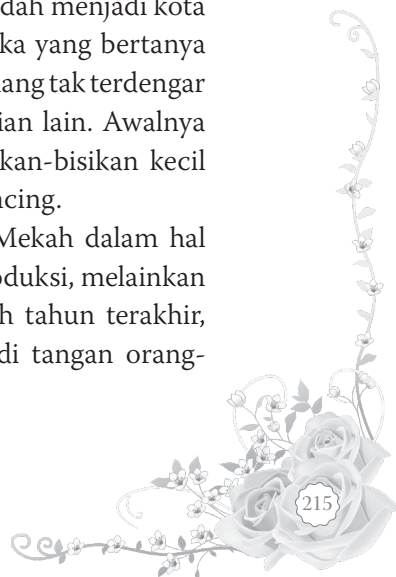 dah menjadi kota
ka yang bertanya
ang tak terdengar
ian lain. Awalnya
kan-bisikan kecil
ncing.
Mekah dalam hal
oduksi, melainkan
h tahun terakhir,
di tangan orang-
215